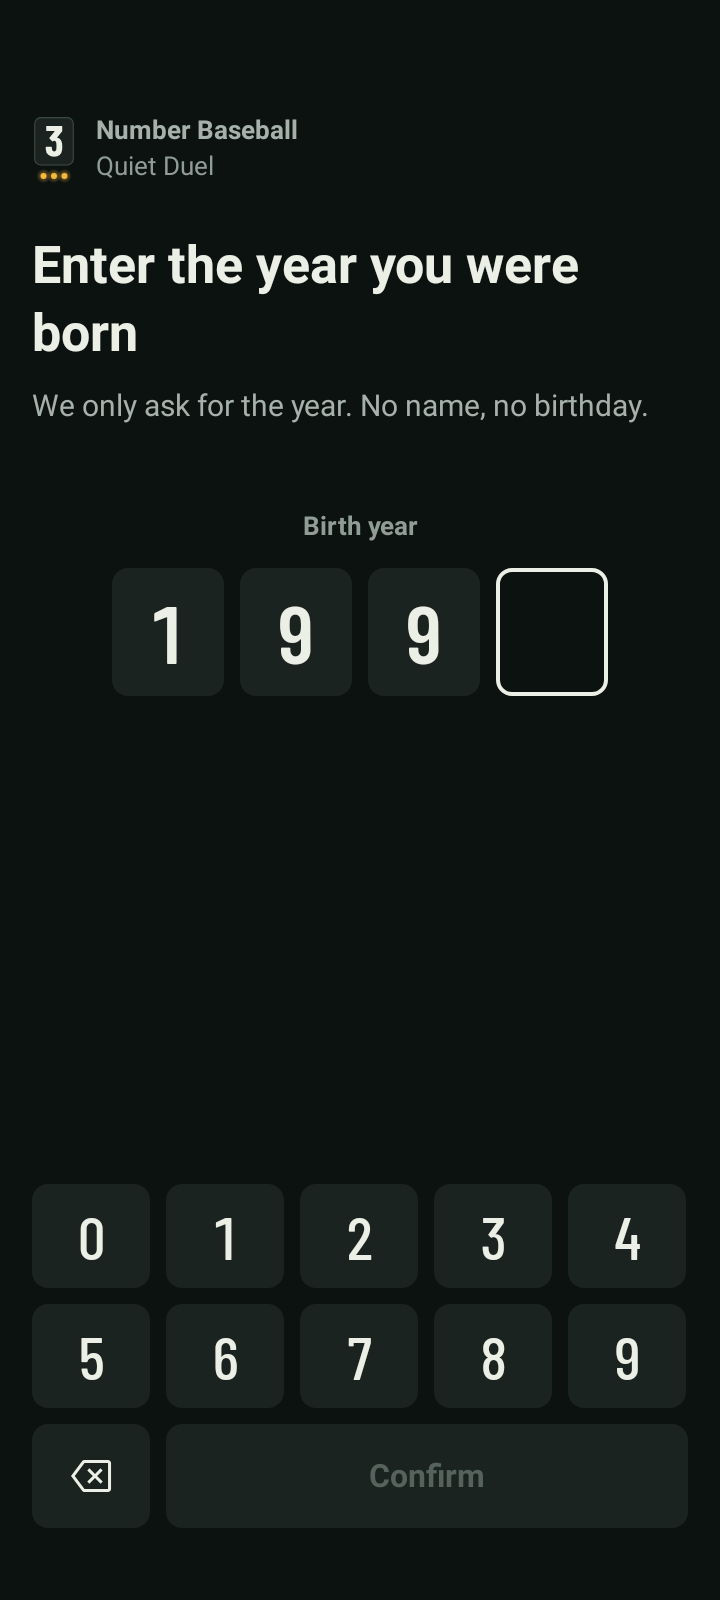 3
Number Baseball
Quiet Duel
Enter the year you were
born
We only ask for the year. No name, no birthday.
Birth year
1 9 9
0 1 2 3 4
5 6 7 8 9
Confirm